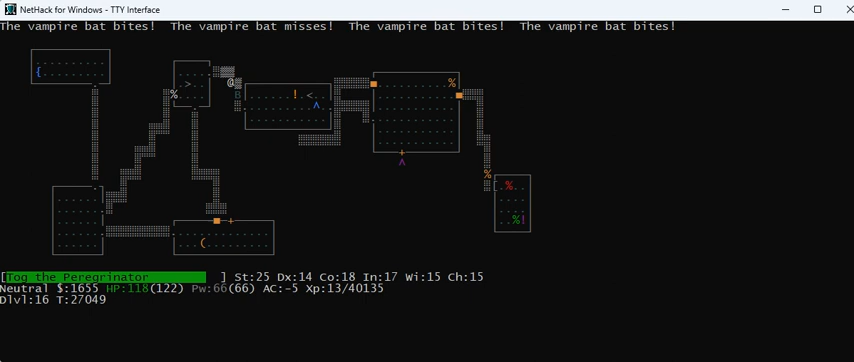 NetHack for Windows - TTY Interface
The vampire bat bites!  The vampire bat misses!  The vampire bat bites!  The vampire bat bites!
[Tog the Peregrinator          ] St:25 Dx:14 Co:18 In:17 Wi:15 Ch:15
Neutral $:1655 HP:118(122) Pw:66(66) AC:-5 Xp:13/40135
Dlvl:16 T:27049